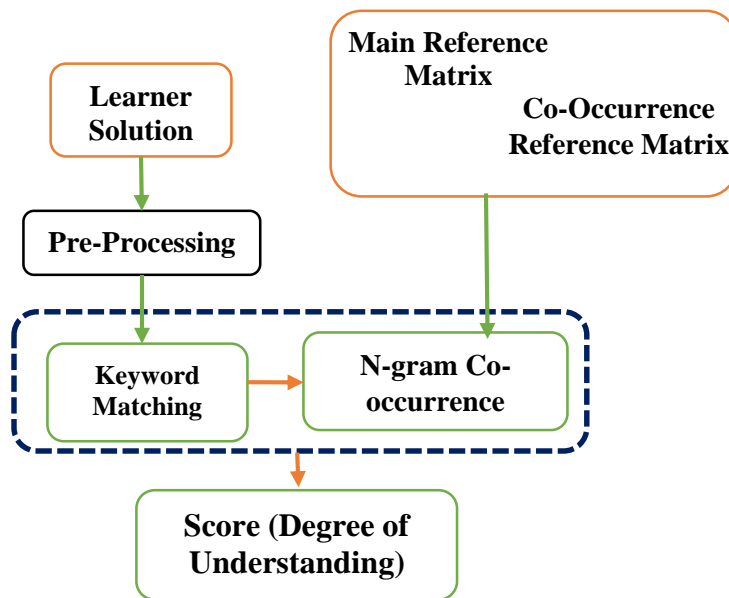 Main Reference
Matrix
Co-Occurrence
Reference Matrix
Learner
Solution
Pre-Processing
Keyword
Matching
N-gram Co-
occurrence
Score (Degree of
Understanding)